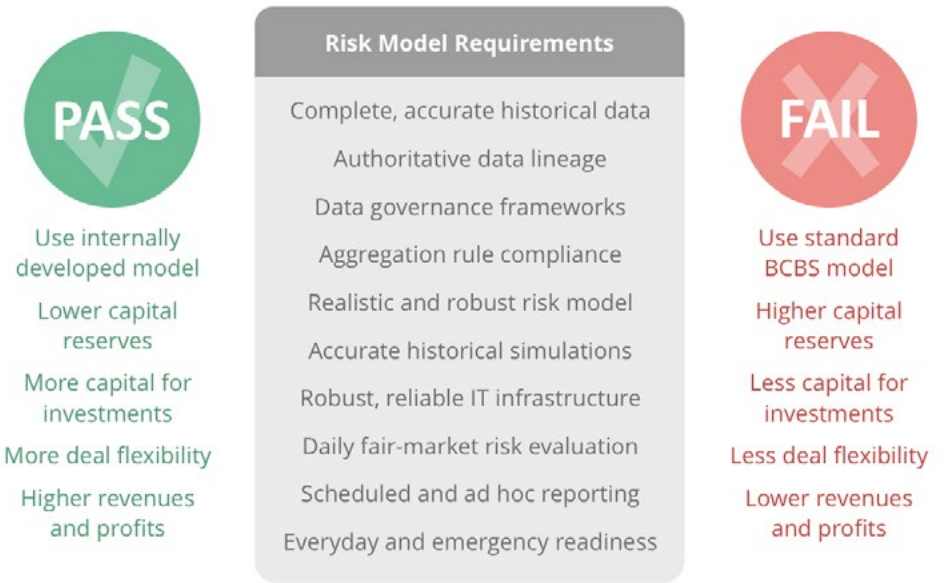 PASS
Use internally
developed model
Lower capital
reserves
More capital for
investments
More deal flexibility
Higher revenues
and profits
Risk Model Requirements
Complete, accurate historical data
Authoritative data lineage
Data governance frameworks
Aggregation rule compliance
Realistic and robust risk model
Accurate historical simulations
Robust, reliable IT infrastructure
Daily fair-market risk evaluation
Scheduled and ad hoc reporting
Everyday and emergency readiness
FAIL
Use standard
BCBS model
Higher capital
reserves
Less capital for
investments
Less deal flexibility
Lower revenues
and profits